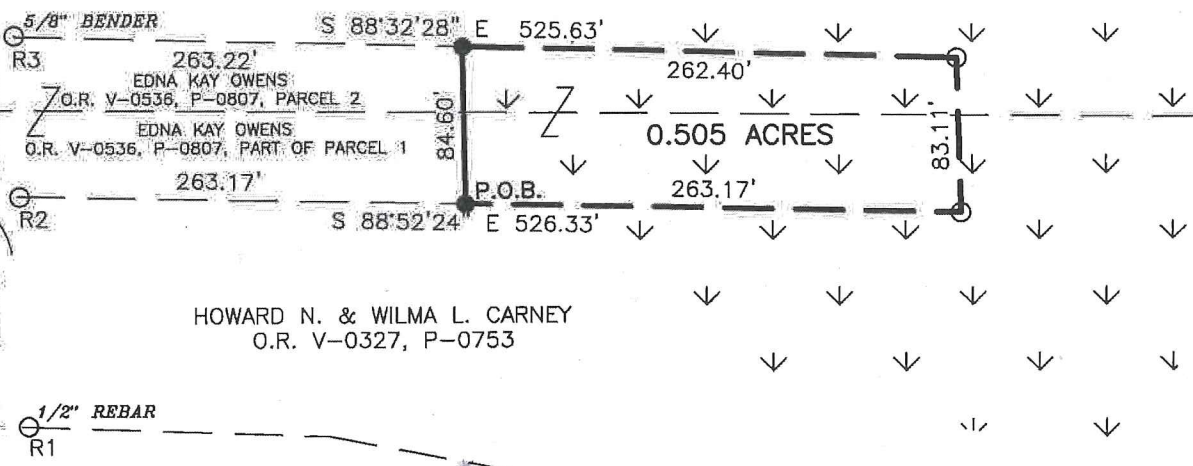 5/8" BENDER
S 88°32'28" E 525.63'
R3
263.22'
262.40'
EDNA KAY OWENS
O.R. V-0536, P-0807, PARCEL 2
84.60'
0.505 ACRES
83.11'
EDNA KAY OWENS
O.R. V-0536, P-0807, PART OF PARCEL 1
263.17'
P.O.B.
263.17'
R2
S 88°52'24" E 526.33'
HOWARD N. & WILMA L. CARNEY
O.R. V-0327, P-0753
1/2" REBAR
R1